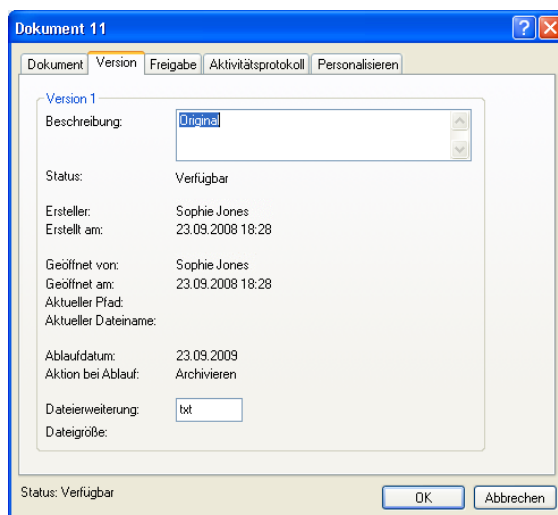 Dokument 11
Dokument Version Freigabe Aktivitätsprotokoll Personalisieren
Version 1
Beschreibung: Original
Status: Verfügbar
Ersteller: Sophie Jones
Erstellt am: 23.09.2008 18:28
Geöffnet von: Sophie Jones
Geöffnet am: 23.09.2008 18:28
Aktueller Pfad:
Aktueller Dateiname:
Ablaufdatum: 23.09.2009
Aktion bei Ablauf: Archivieren
Dateierweiterung: txt
Dateigröße:
Status: Verfügbar OK Abbrechen